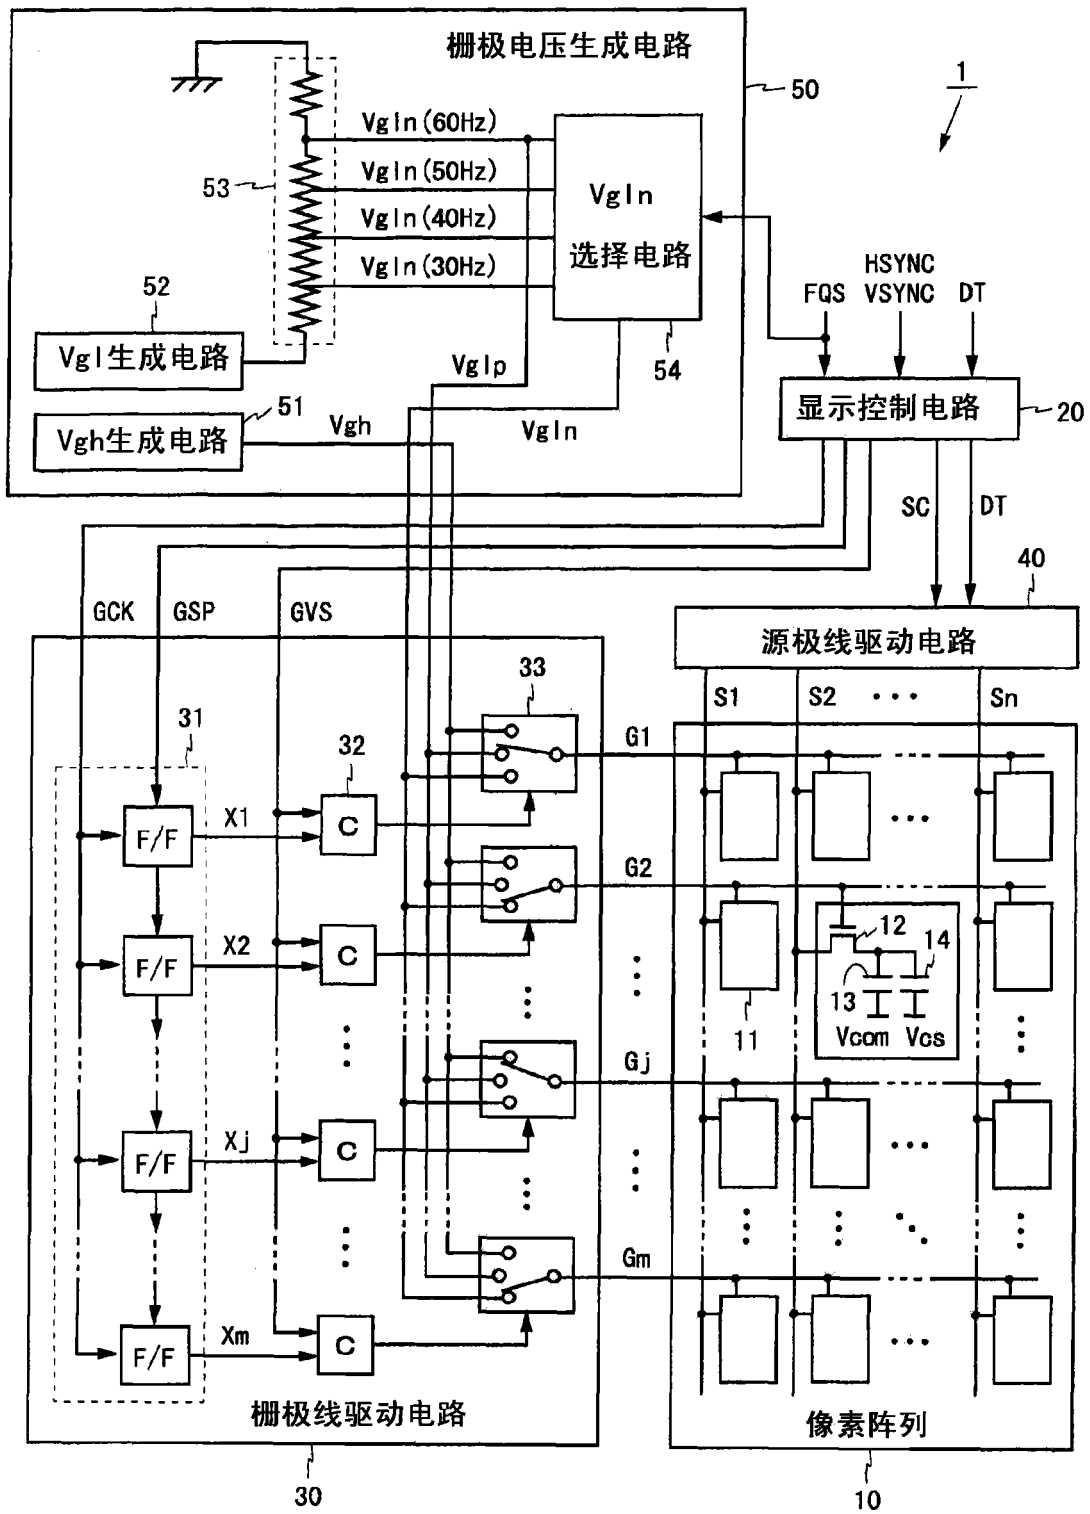 栅极电压生成电路
1
50
Vgln(60Hz)
Vgln(50Hz)
53
Vgln
Vgln(40Hz)
选择电路
HSYNC
Vgln(30Hz)
FQS
VSYNC
DT
52
Vgl生成电路
Vglp
54
显示控制电路
20
51
Vgh
Vgln
Vgh生成电路
SC
DT
40
GCK
GSP
GVS
源极线驱动电路
33
S1
S2
...
Sn
31
32
G1
F/F
X1
C
...
G2
12
14
F/F
X2
C
13
11
Vcom
Vcs
Gj
F/F
Xj
C
...
Gm
F/F
Xm
C
...
栅极线驱动电路
像素阵列
30
10